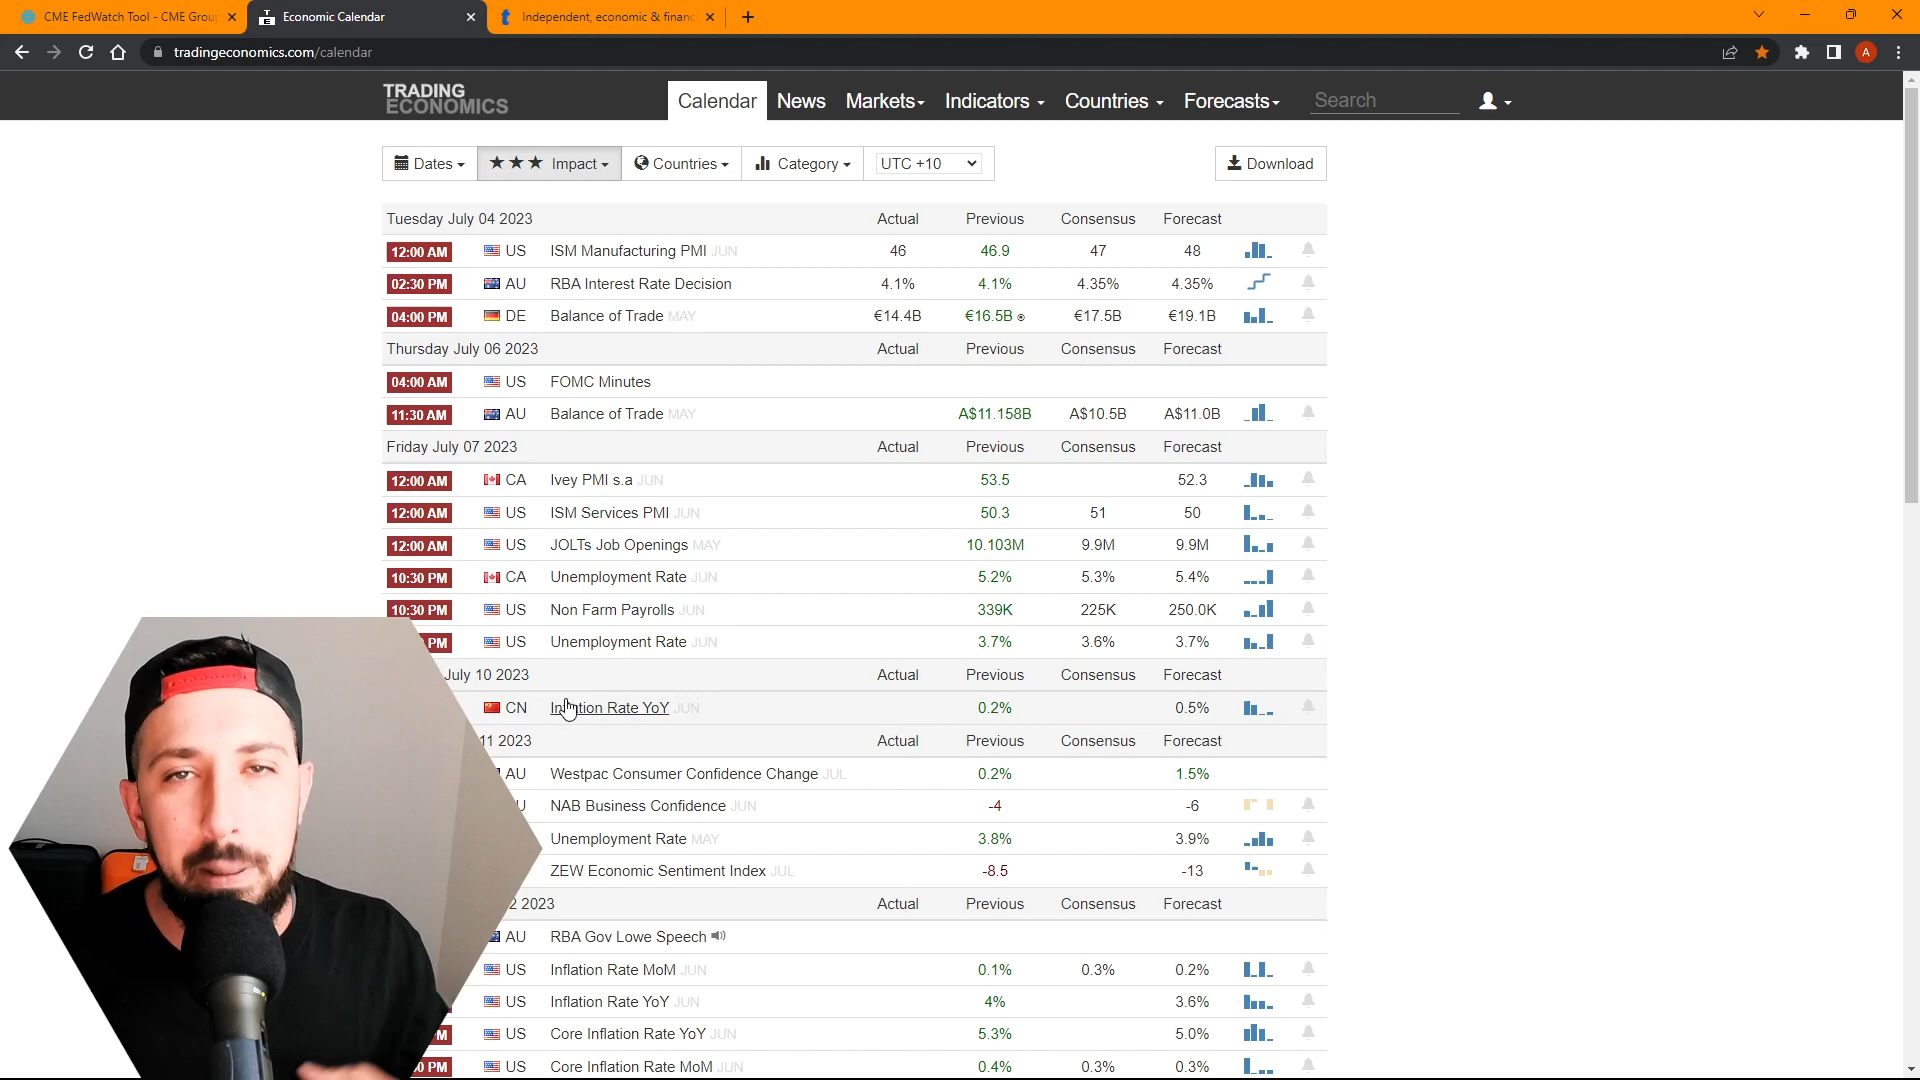 CME FedWatch Tool - CME Group
Economic Calendar
Independent, economic & financ
tradingeconomics.com/calendar
A
TRADING ECONOMICS
Calendar News Markets Indicators Countries Forecasts Search
Dates Impact Countries Category UTC +10 Download
Tuesday July 04 2023 Actual Previous Consensus Forecast
12:00 AM US ISM Manufacturing PMI JUN 46 46.9 47 48
02:30 PM AU RBA Interest Rate Decision 4.1% 4.1% 4.35% 4.35%
04:00 PM DE Balance of Trade MAY €14.4B €16.5B ® €17.5B €19.1B
Thursday July 06 2023 Actual Previous Consensus Forecast
04:00 AM US FOMC Minutes
11:30 AM AU Balance of Trade MAY A$11.158B A$10.5B A$11.0B
Friday July 07 2023 Actual Previous Consensus Forecast
12:00 AM CA Ivey PMI s.a JUN 53.5 52.3
12:00 AM US ISM Services PMI JUN 50.3 51 50
12:00 AM US JOLTs Job Openings MAY 10.103M 9.9M 9.9M
10:30 PM CA Unemployment Rate JUN 5.2% 5.3% 5.4%
10:30 PM US Non Farm Payrolls JUN 339K 225K 250.0K
PM US Unemployment Rate JUN 3.7% 3.6% 3.7%
July 10 2023 Actual Previous Consensus Forecast
CN Inflation Rate YoY JUN 0.2% 0.5%
11 2023 Actual Previous Consensus Forecast
AU Westpac Consumer Confidence Change JUL 0.2% 1.5%
U NAB Business Confidence JUN -4 -6
Unemployment Rate MAY 3.8% 3.9%
ZEW Economic Sentiment Index JUL -8.5 -13
2 2023 Actual Previous Consensus Forecast
AU RBA Gov Lowe Speech
US Inflation Rate MoM JUN 0.1% 0.3% 0.2%
US Inflation Rate YoY JUN 4% 3.6%
M US Core Inflation Rate YoY JUN 5.3% 5.0%
0 PM US Core Inflation Rate MoM JUN 0.4% 0.3% 0.3%